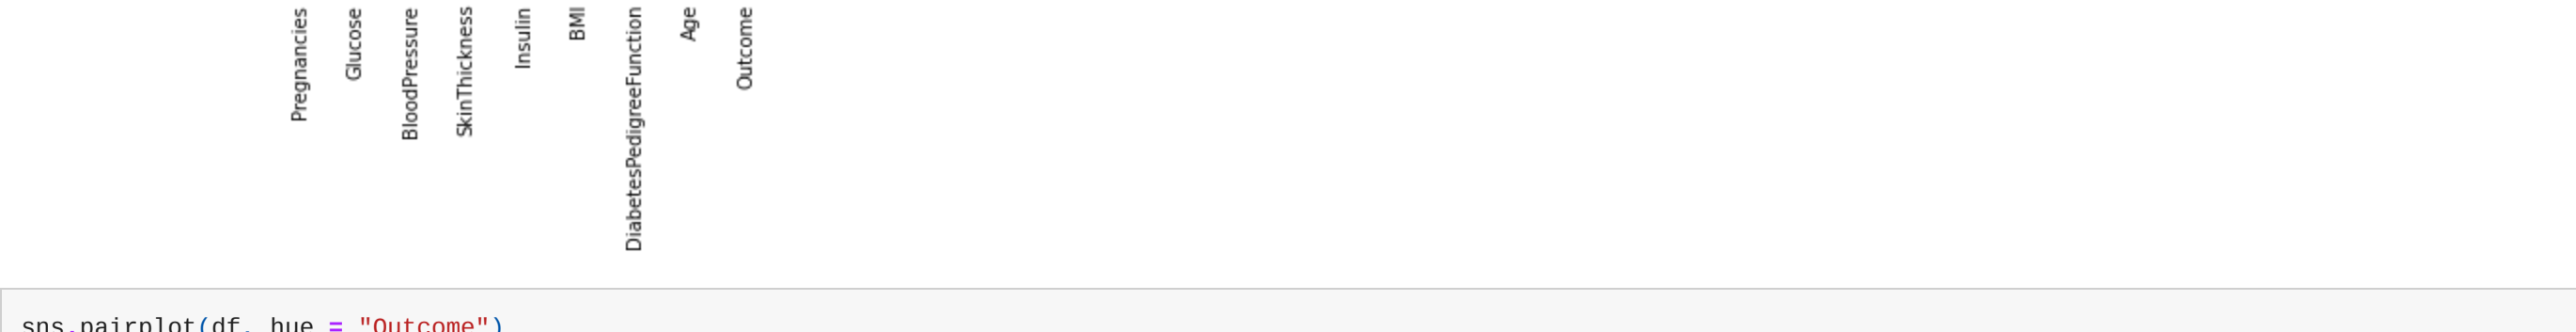 Pregnancies
Glucose
BloodPressure
SkinThickness
Insulin
BMI
DiabetesPedigreeFunction
Age
Outcome
sns.pairplot(df, hue = "Outcome")